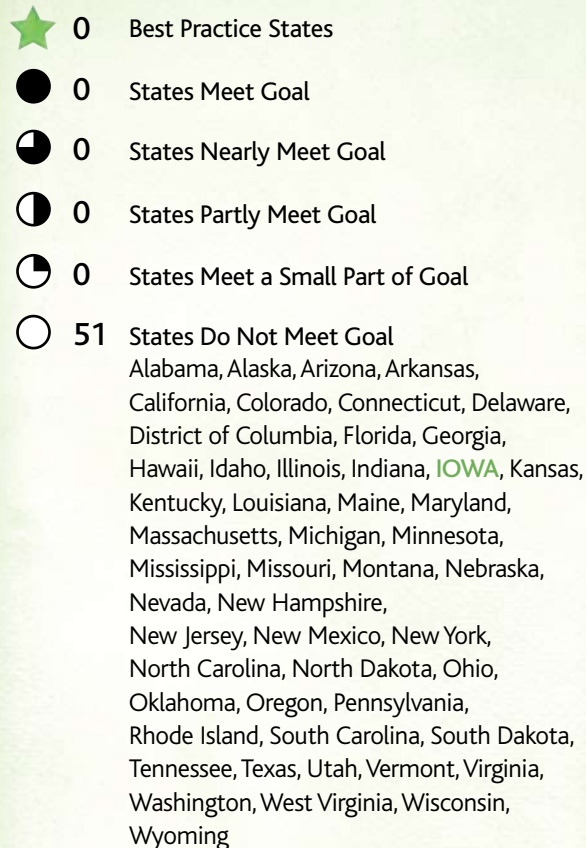 0 Best Practice States
0 States Meet Goal
0 States Nearly Meet Goal
0 States Partly Meet Goal
0 States Meet a Small Part of Goal
51 States Do Not Meet Goal
Alabama, Alaska, Arizona, Arkansas,
California, Colorado, Connecticut, Delaware,
District of Columbia, Florida, Georgia,
Hawaii, Idaho, Illinois, Indiana, IOWA, Kansas,
Kentucky, Louisiana, Maine, Maryland,
Massachusetts, Michigan, Minnesota,
Mississippi, Missouri, Montana, Nebraska,
Nevada, New Hampshire,
New Jersey, New Mexico, New York,
North Carolina, North Dakota, Ohio,
Oklahoma, Oregon, Pennsylvania,
Rhode Island, South Carolina, South Dakota,
Tennessee, Texas, Utah, Vermont, Virginia,
Washington, West Virginia, Wisconsin,
Wyoming